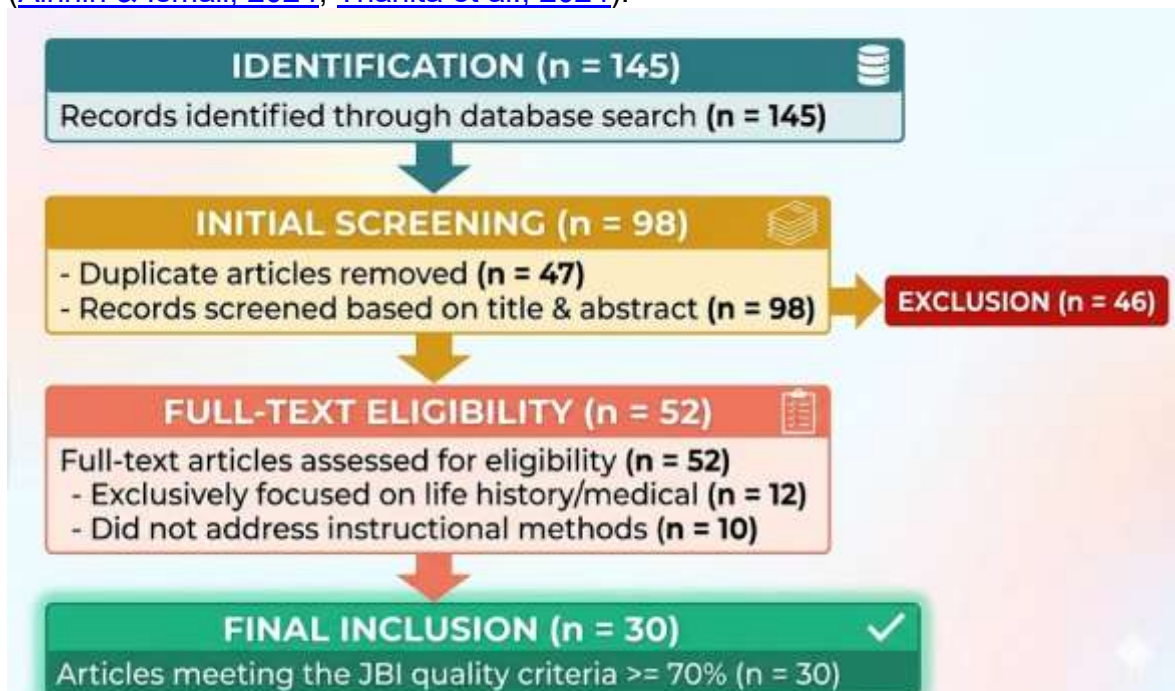 IDENTIFICATION (n = 145)
Records identified through database search (n = 145)
INITIAL SCREENING (n = 98)
- Duplicate articles removed (n = 47)
- Records screened based on title & abstract (n = 98)
EXCLUSION (n = 46)
FULL-TEXT ELIGIBILITY (n = 52)
Full-text articles assessed for eligibility (n = 52)
- Exclusively focused on life history/medical (n = 12)
- Did not address instructional methods (n = 10)
FINAL INCLUSION (n = 30)
Articles meeting the JBI quality criteria >= 70% (n = 30)